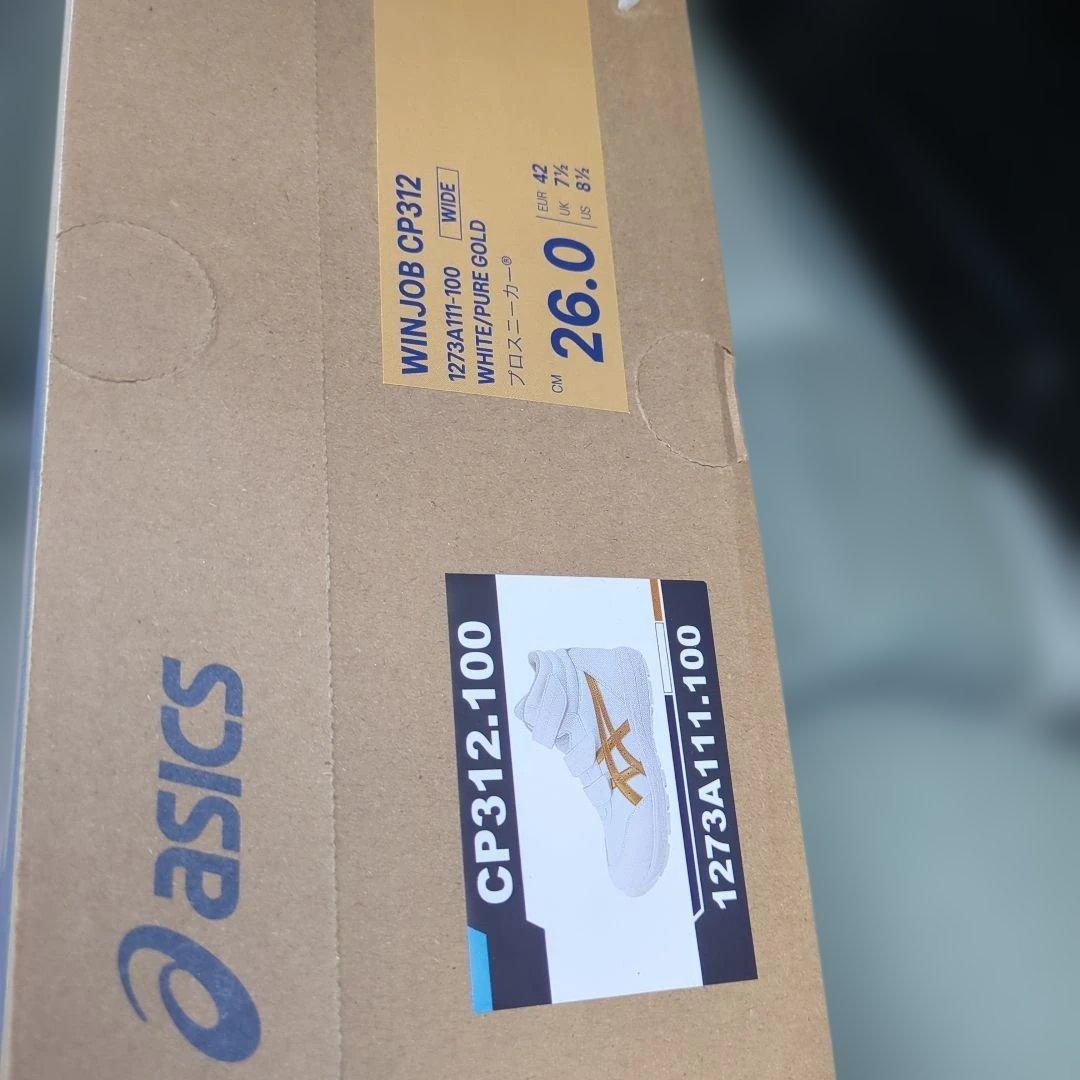 asics
WINJOB CP312
1273A111-100 WIDE
WHITE/PURE GOLD
プロスニーカー®
CM 26.0
EUR 42
UK 7½
US 8½
CP312.100
1273A111.100